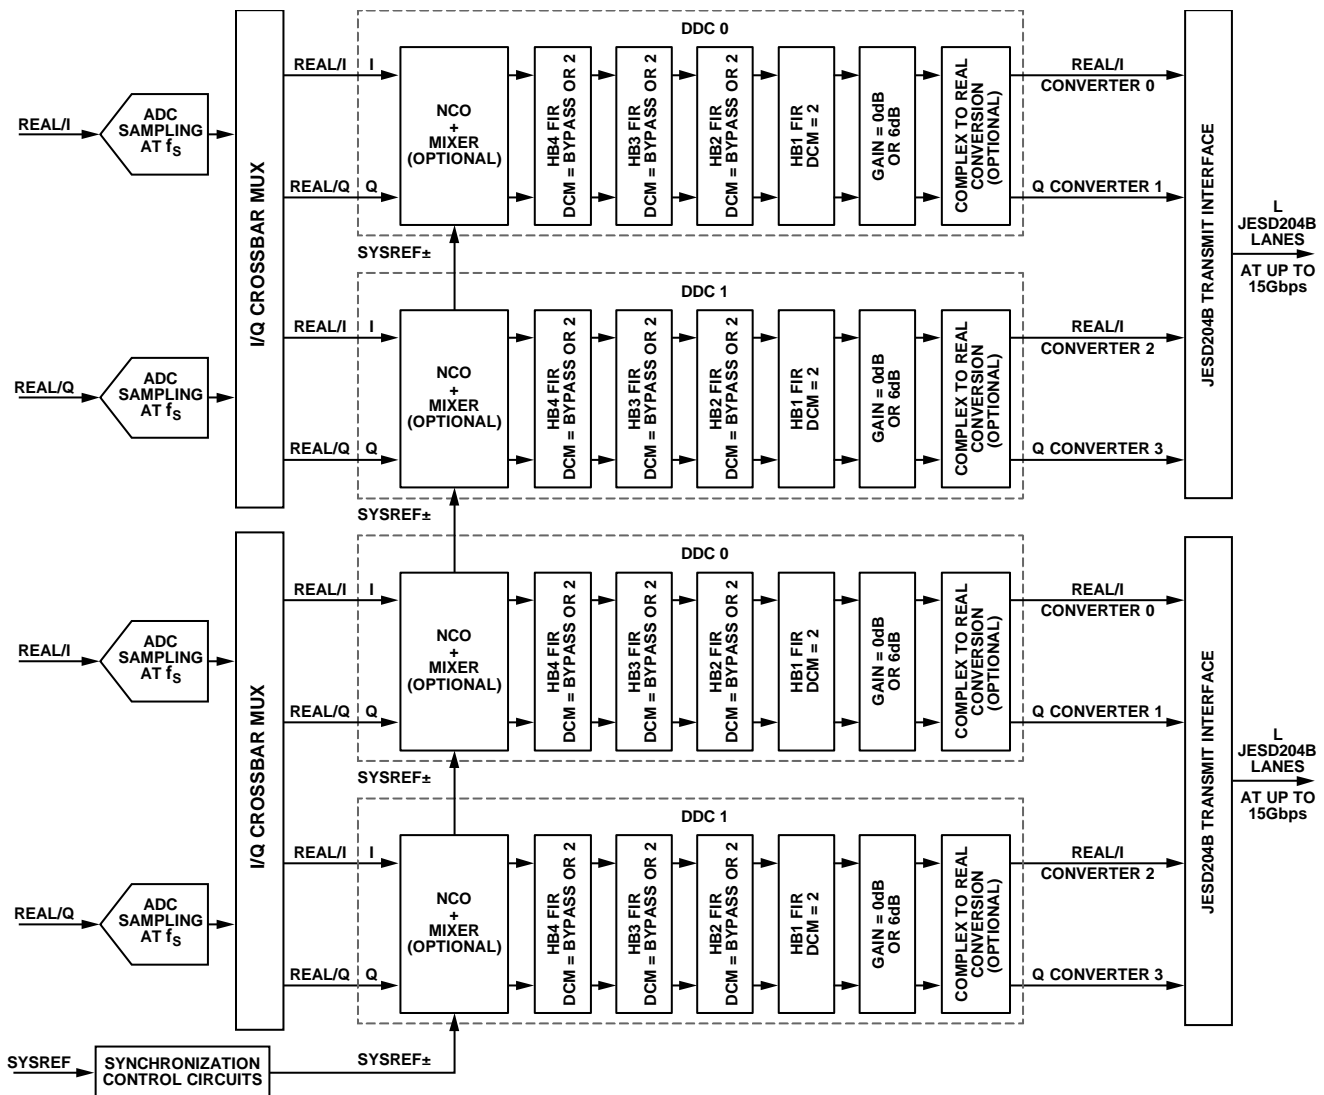 DDC 0
REAL/I
ADC
SAMPLING
AT fS
I/Q CROSSBAR MUX
REAL/I
I
REAL/Q
Q
NCO
+
MIXER
(OPTIONAL)
HB4 FIR
DCM = BYPASS OR 2
HB3 FIR
DCM = BYPASS OR 2
HB2 FIR
DCM = BYPASS OR 2
HB1 FIR
DCM = 2
GAIN = 0dB
OR 6dB
COMPLEX TO REAL
CONVERSION
(OPTIONAL)
REAL/I
CONVERTER 0
Q CONVERTER 1
JESD204B TRANSMIT INTERFACE
L
JESD204B
LANES
AT UP TO
15Gbps
SYSREF±
DDC 1
REAL/Q
ADC
SAMPLING
AT fS
REAL/I
I
REAL/Q
Q
NCO
+
MIXER
(OPTIONAL)
HB4 FIR
DCM = BYPASS OR 2
HB3 FIR
DCM = BYPASS OR 2
HB2 FIR
DCM = BYPASS OR 2
HB1 FIR
DCM = 2
GAIN = 0dB
OR 6dB
COMPLEX TO REAL
CONVERSION
(OPTIONAL)
REAL/I
CONVERTER 2
Q CONVERTER 3
SYSREF±
DDC 0
REAL/I
ADC
SAMPLING
AT fS
I/Q CROSSBAR MUX
REAL/I
I
REAL/Q
Q
NCO
+
MIXER
(OPTIONAL)
HB4 FIR
DCM = BYPASS OR 2
HB3 FIR
DCM = BYPASS OR 2
HB2 FIR
DCM = BYPASS OR 2
HB1 FIR
DCM = 2
GAIN = 0dB
OR 6dB
COMPLEX TO REAL
CONVERSION
(OPTIONAL)
REAL/I
CONVERTER 0
Q CONVERTER 1
JESD204B TRANSMIT INTERFACE
L
JESD204B
LANES
AT UP TO
15Gbps
SYSREF±
DDC 1
REAL/Q
ADC
SAMPLING
AT fS
REAL/I
I
REAL/Q
Q
NCO
+
MIXER
(OPTIONAL)
HB4 FIR
DCM = BYPASS OR 2
HB3 FIR
DCM = BYPASS OR 2
HB2 FIR
DCM = BYPASS OR 2
HB1 FIR
DCM = 2
GAIN = 0dB
OR 6dB
COMPLEX TO REAL
CONVERSION
(OPTIONAL)
REAL/I
CONVERTER 2
Q CONVERTER 3
SYSREF
SYNCHRONIZATION
CONTROL CIRCUITS
SYSREF±